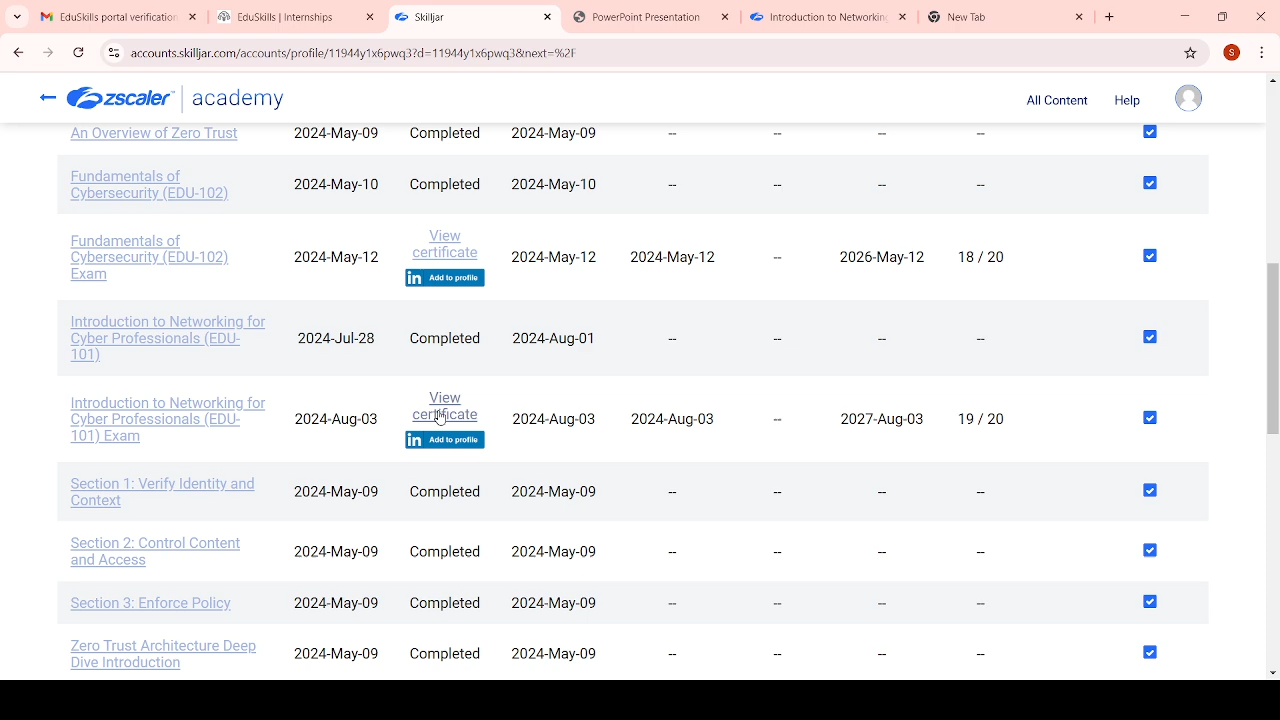 EduSkills portal verification
EduSkills | Internships
Skilljar
PowerPoint Presentation
Introduction to Networking
New Tab
accounts.skilljar.com/accounts/profile/11944y1x6pwq3?d=11944y1x6pwq3&next=%2F
S
zscaler™ | academy
All Content
Help
An Overview of Zero Trust 2024-May-09 Completed 2024-May-09 -- -- -- --
Fundamentals of
Cybersecurity (EDU-102)
2024-May-10 Completed 2024-May-10 -- -- -- --
Fundamentals of
Cybersecurity (EDU-102)
Exam
2024-May-12
View
certificate
in Add to profile
2024-May-12 2024-May-12 -- 2026-May-12 18 / 20
Introduction to Networking for
Cyber Professionals (EDU-
101)
2024-Jul-28 Completed 2024-Aug-01 -- -- -- --
Introduction to Networking for
Cyber Professionals (EDU-
101) Exam
2024-Aug-03
View
certificate
in Add to profile
2024-Aug-03 2024-Aug-03 -- 2027-Aug-03 19 / 20
Section 1: Verify Identity and
Context
2024-May-09 Completed 2024-May-09 -- -- -- --
Section 2: Control Content
and Access
2024-May-09 Completed 2024-May-09 -- -- -- --
Section 3: Enforce Policy 2024-May-09 Completed 2024-May-09 -- -- -- --
Zero Trust Architecture Deep
Dive Introduction
2024-May-09 Completed 2024-May-09 -- -- -- --